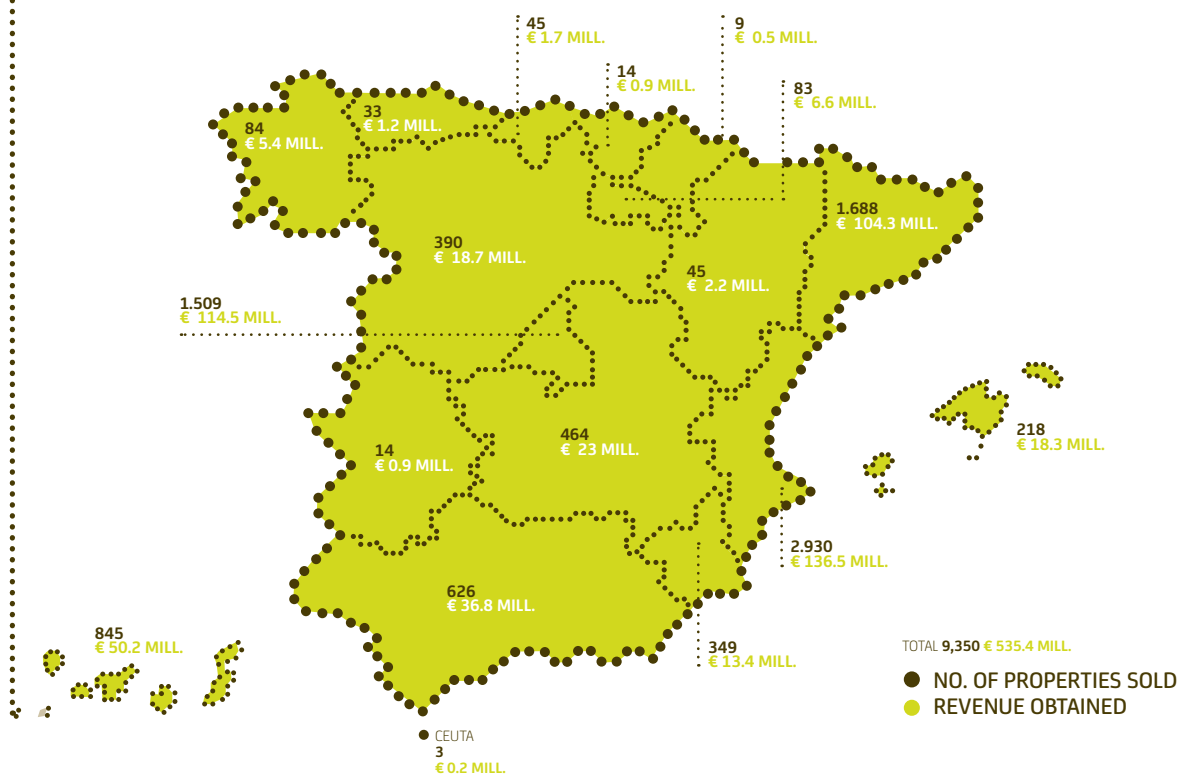 45
€ 1.7 MILL.
9
€ 0.5 MILL.
14
€ 0.9 MILL.
83
€ 6.6 MILL.
33
€ 1.2 MILL.
84
€ 5.4 MILL.
1.688
€ 104.3 MILL.
390
€ 18.7 MILL.
45
€ 2.2 MILL.
1.509
€ 114.5 MILL.
218
€ 18.3 MILL.
464
€ 23 MILL.
14
€ 0.9 MILL.
2.930
€ 136.5 MILL.
626
€ 36.8 MILL.
845
€ 50.2 MILL.
349
€ 13.4 MILL.
TOTAL 9,350 € 535.4 MILL.
NO. OF PROPERTIES SOLD
REVENUE OBTAINED
CEUTA
3
€ 0.2 MILL.